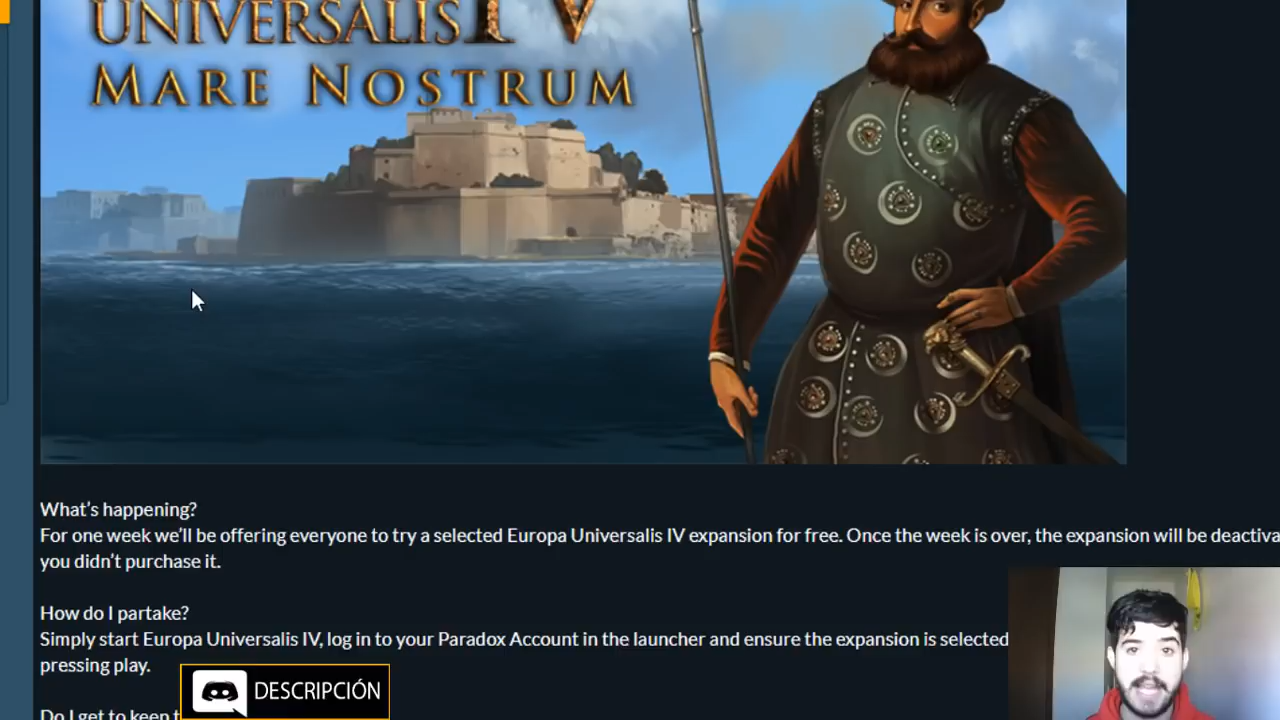 UNIVERSALIS IV
MARE NOSTRUM
What's happening?
For one week we'll be offering everyone to try a selected Europa Universalis IV expansion for free. Once the week is over, the expansion will be
you didn't purchase it.
How do I partake?
Simply start Europa Universalis IV, log in to your Paradox Account in the launcher and ensure the expansion is selected
pressing play.
Do I get to keep
DESCRIPCIÓN